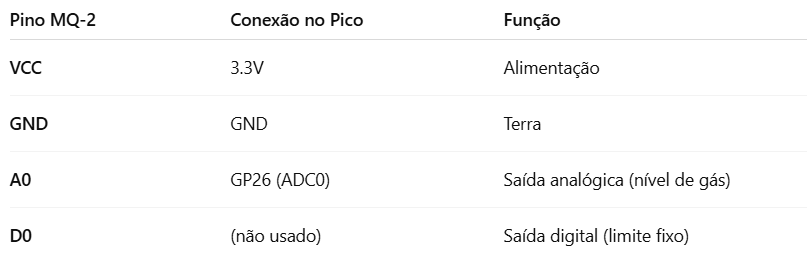 Pino MQ-2 Conexão no Pico Função
VCC 3.3V Alimentação
GND GND Terra
A0 GP26 (ADC0) Saída analógica (nível de gás)
D0 (não usado) Saída digital (limite fixo)